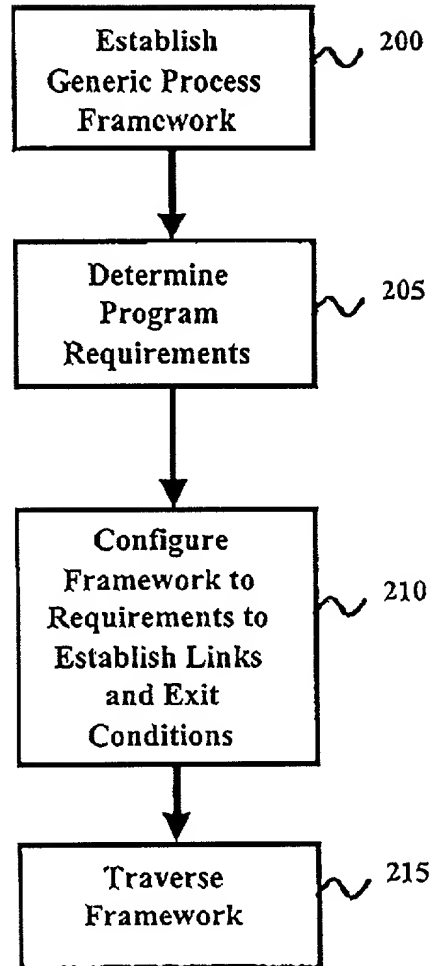 Establish
Generic Process
Framework
200
Determine
Program
Requirements
205
Configure
Framework to
Requirements to
Establish Links
and Exit
Conditions
210
Traverse
Framework
215